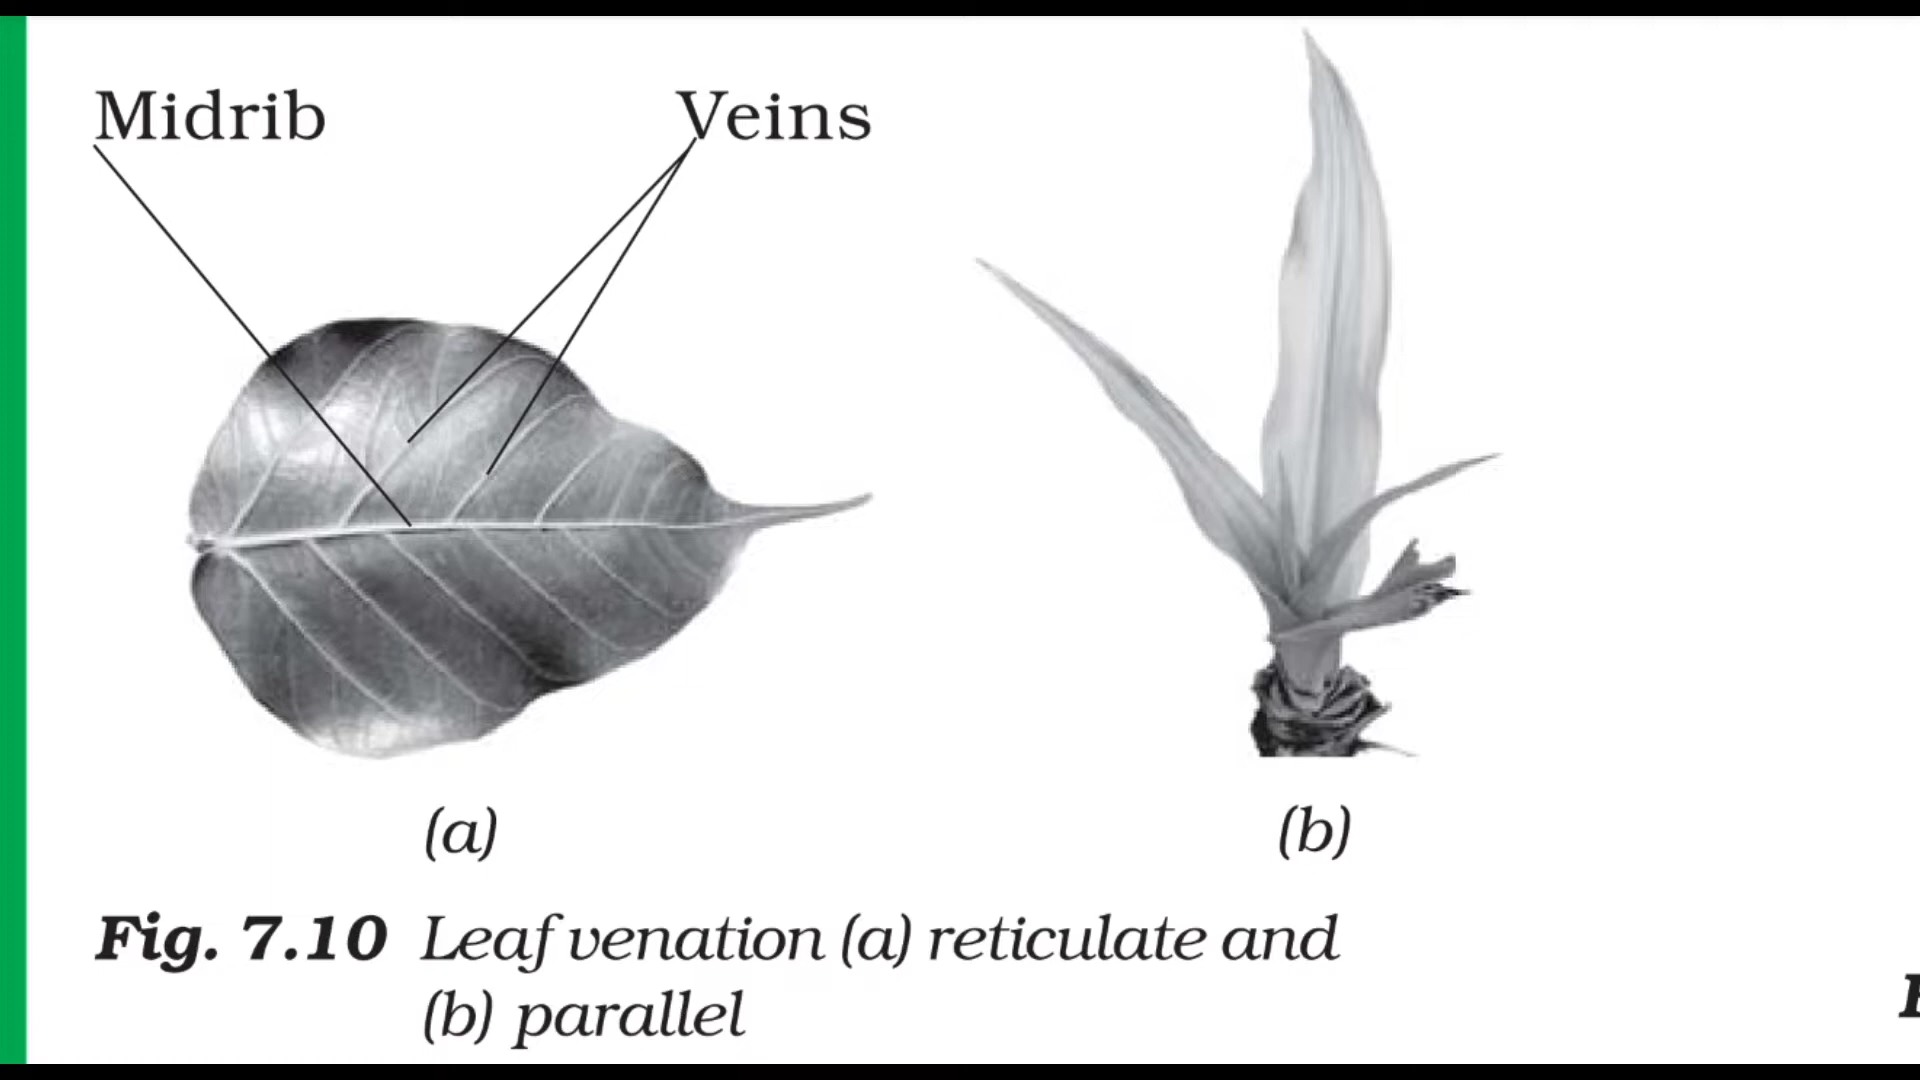 Midrib
Veins
(a)
(b)
Fig. 7.10 Leaf venation (a) reticulate and
(b) parallel